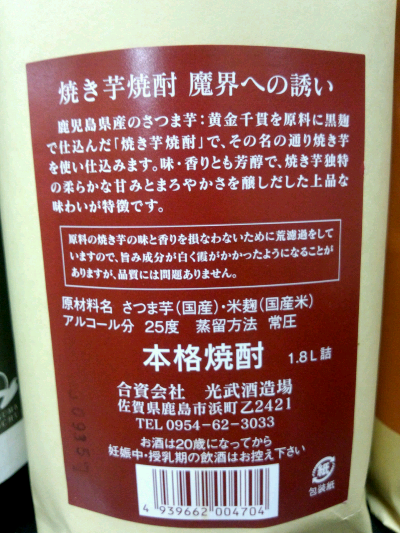 焼き芋焼酎 魔界への誘い
鹿児島県産のさつま芋：黄金千貫を原料に黒麹
で仕込んだ「焼き芋焼酎」で、その名の通り焼き芋
を使い仕込みます。味・香りとも芳醇で、焼き芋独特
の柔らかな甘みとまろやかさを醸しだした上品な
味わいが特徴です。
原料の焼き芋の味と香りを損なわないために荒濾過をして
いますので、旨み成分が白く霞がかかったようになることが
ありますが、品質には問題ありません。
原材料名 さつま芋（国産）・米麹（国産米）
アルコール分 25度 蒸留方法 常圧
本格焼酎 1.8L詰
合資会社 光武酒造場
佐賀県鹿島市浜町乙2421
TEL 0954-62-3033
お酒は20歳になってから
妊娠中・授乳期の飲酒はお控え下さい
紙
包装紙
4 939662 004704